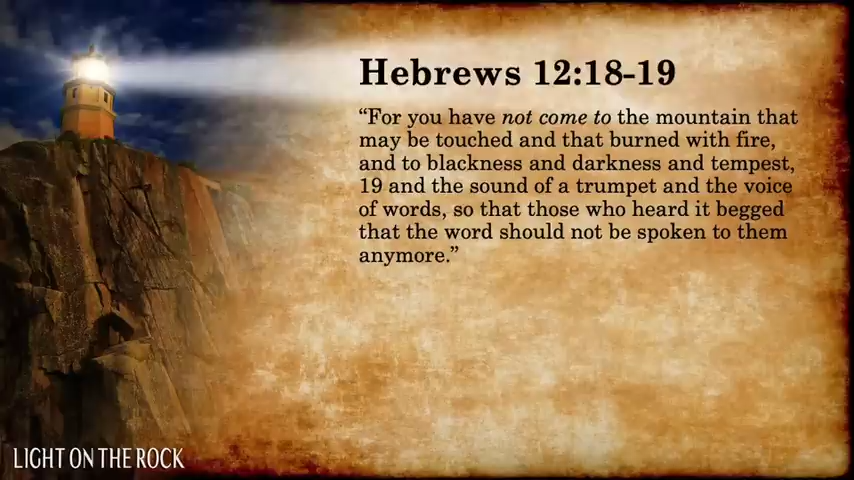 Hebrews 12:18-19
“For you have not come to the mountain that
may be touched and that burned with fire,
and to blackness and darkness and tempest,
19 and the sound of a trumpet and the voice
of words, so that those who heard it begged
that the word should not be spoken to them
anymore.”
LIGHT ON THE ROCK